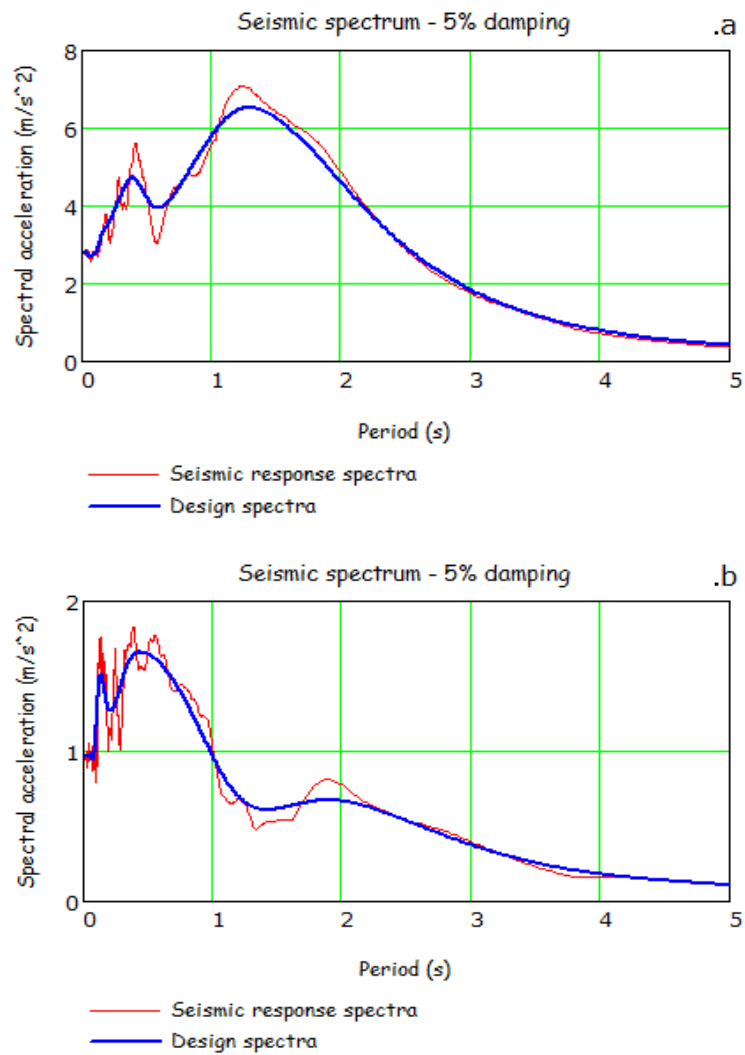 Seismic spectrum - 5% damping
.a
Spectral acceleration (m/s^2)
8
6
4
2
0
0 1 2 3 4 5
Period (s)
Seismic response spectra
Design spectra
Seismic spectrum - 5% damping
.b
Spectral acceleration (m/s^2)
2
1
0
0 1 2 3 4 5
Period (s)
Seismic response spectra
Design spectra